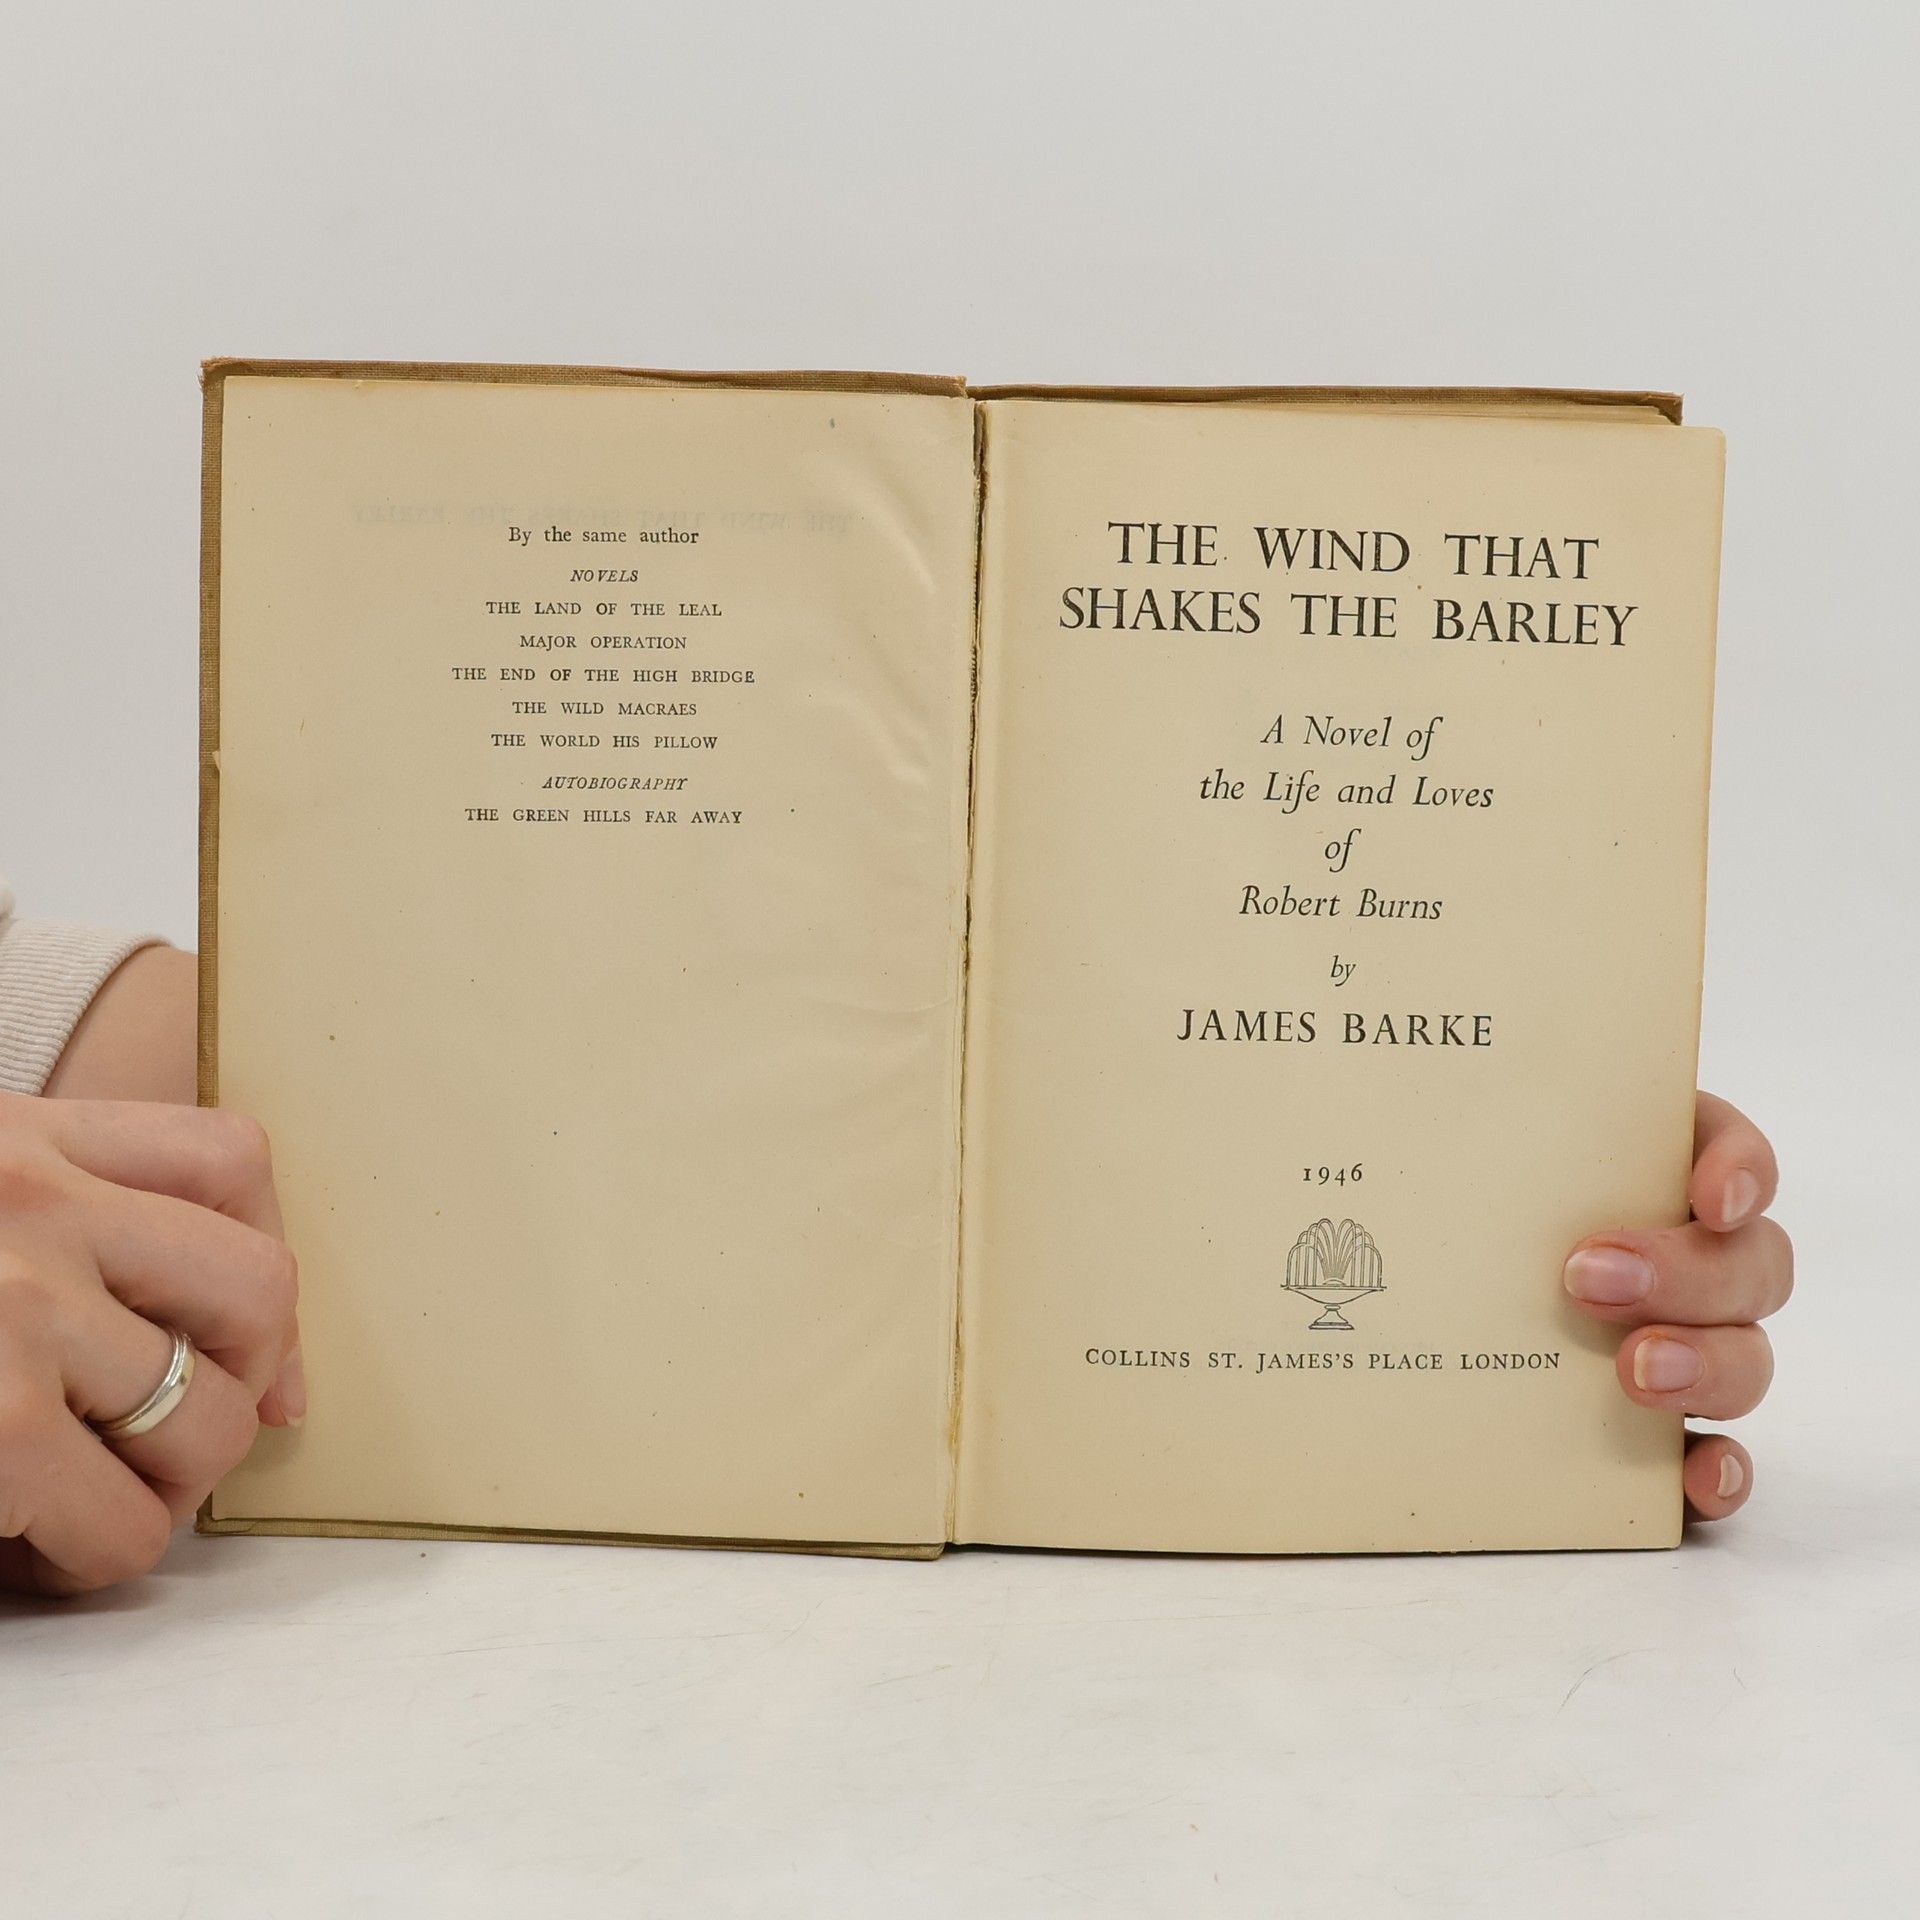 By the same author
NOVELS
THE LAND OF THE LEAL
MAJOR OPERATION
THE END OF THE HIGH BRIDGE
THE WILD MACRAES
THE WORLD HIS PILLOW
AUTOBIOGRAPHY
THE GREEN HILLS FAR AWAY
THE WIND THAT
SHAKES THE BARLEY
A Novel of
the Life and Loves
of
Robert Burns
by
JAMES BARKE
1946
COLLINS ST. JAMES'S PLACE LONDON